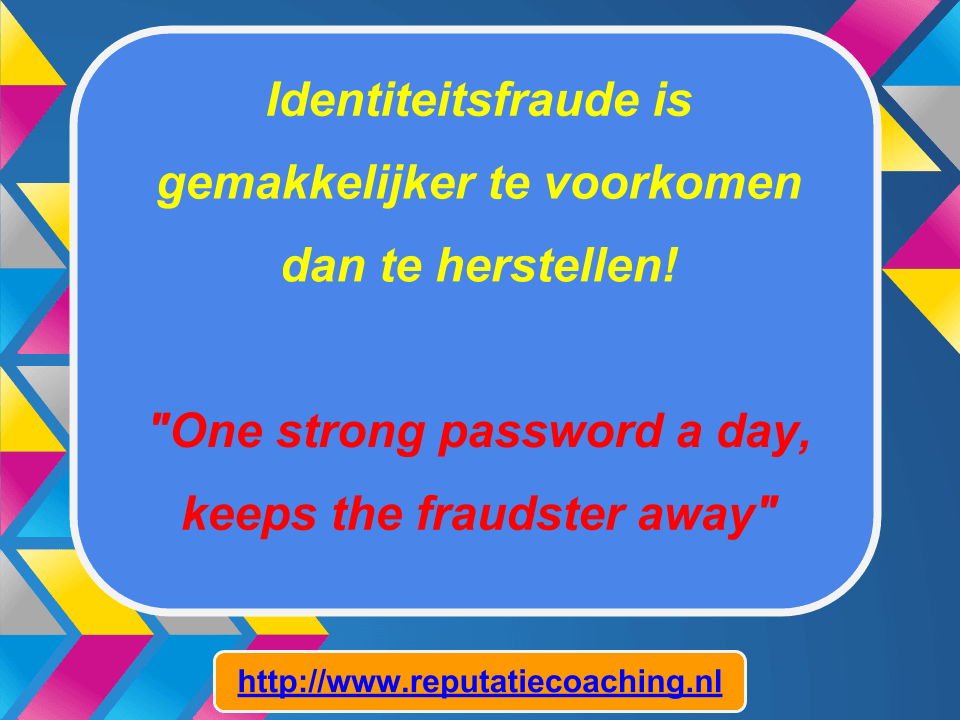 Identiteitsfraude is
gemakkelijker te voorkomen
dan te herstellen!
"One strong password a day,
keeps the fraudster away"
http://www.reputatiecoaching.nl